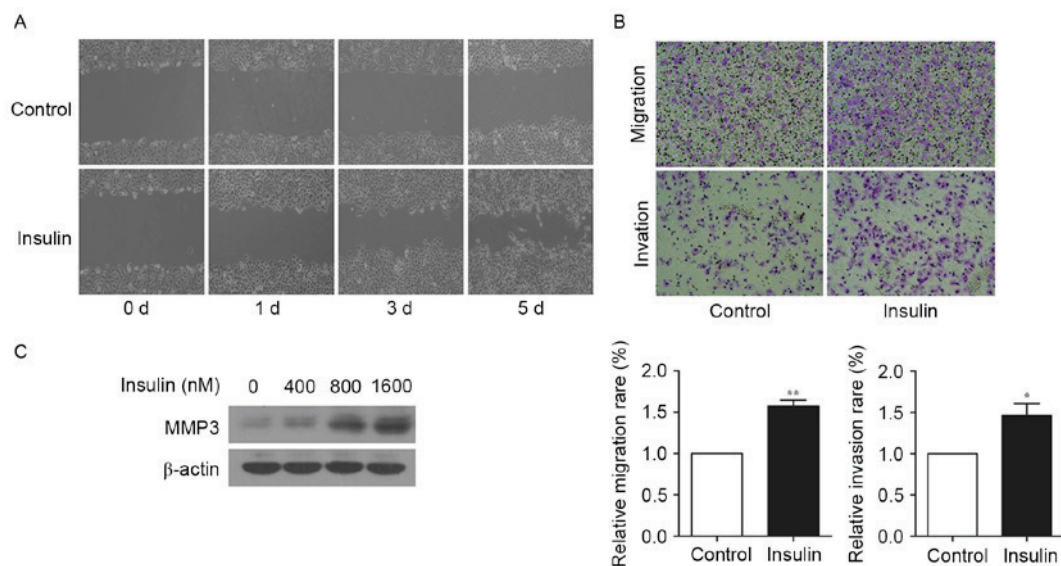 A
Control
Insulin
0 d 1 d 3 d 5 d
B
Migration
Invation
Control Insulin
C
Insulin (nM) 0 400 800 1600
MMP3
β-actin
Relative migration rare (%)
2.0
1.5
1.0
0.5
0.0
**
Control Insulin
Relative invasion rare (%)
2.0
1.5
1.0
0.5
0.0
*
Control Insulin